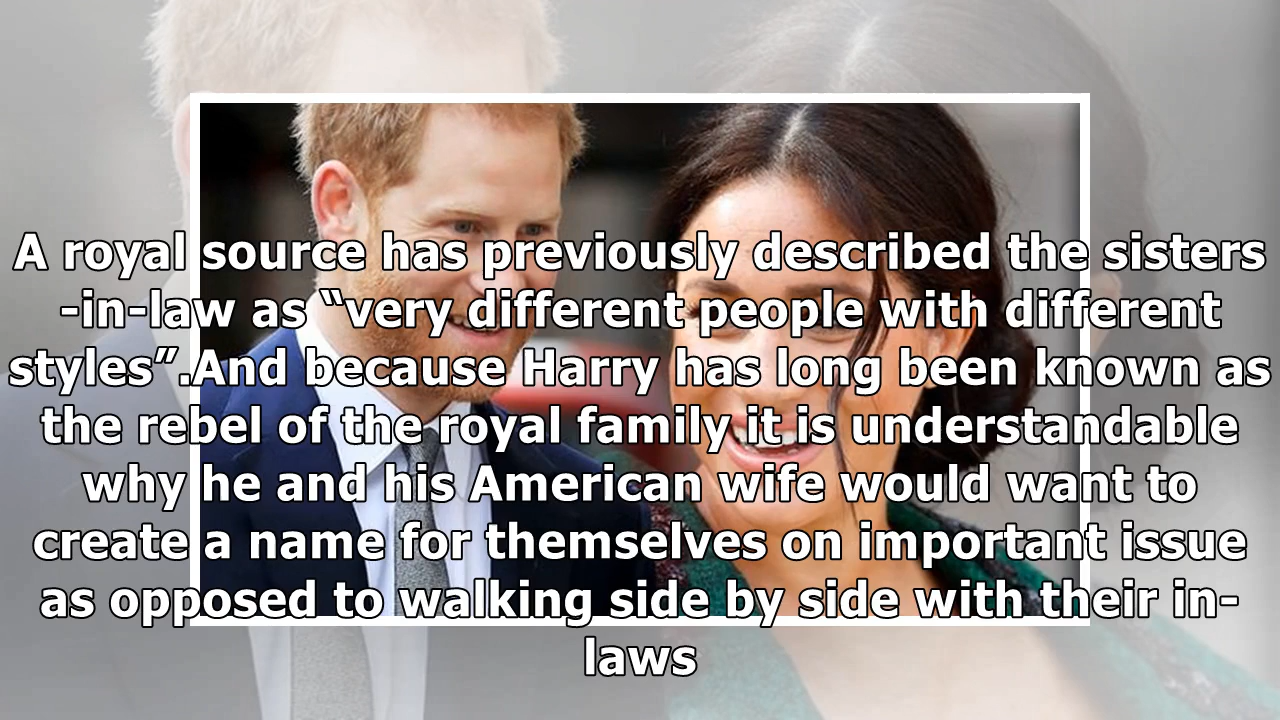 A royal source has previously described the sisters
-in-law as “very different people with different
styles”.And because Harry has long been known as
the rebel of the royal family it is understandable
why he and his American wife would want to
create a name for themselves on important issue
as opposed to walking side by side with their in-
laws